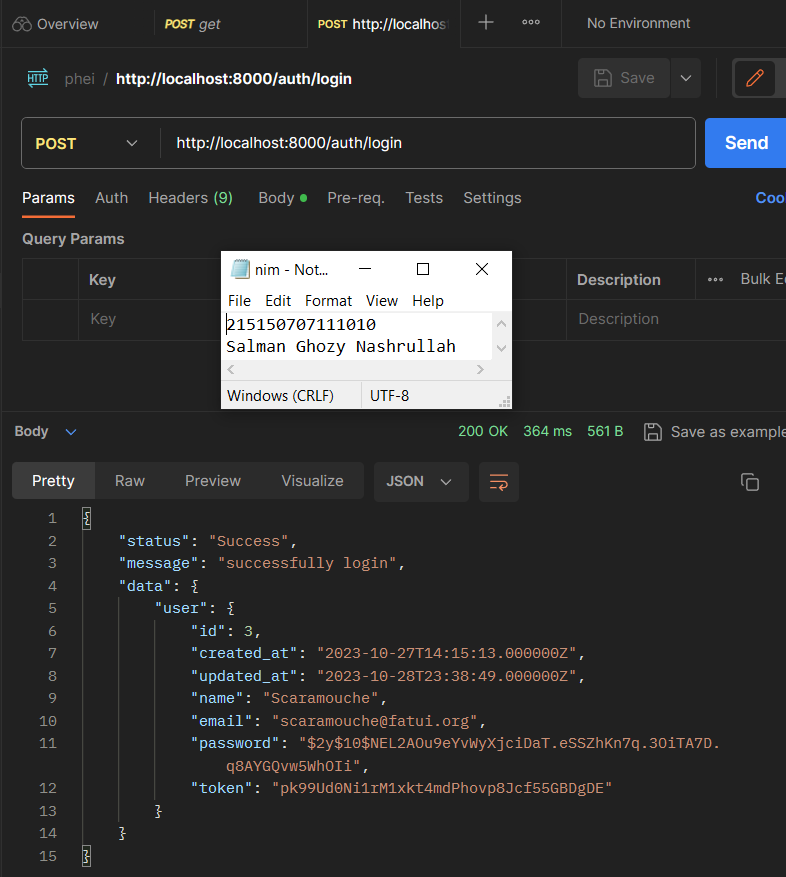 Overview
POST get
POST http://localhos
No Environment
HTTP
phei / http://localhost:8000/auth/login
Save
POST
http://localhost:8000/auth/login
Send
Params Auth Headers (9) Body Pre-req. Tests Settings Coo
Query Params
Key Description Bulk E
Key Description
nim - Not...
File Edit Format View Help
215150707111010
Salman Ghozy Nashrullah
Windows (CRLF) UTF-8
Body 200 OK 364 ms 561 B Save as example
Pretty Raw Preview Visualize JSON
1 {
2 "status": "Success",
3 "message": "successfully login",
4 "data": {
5 "user": {
6 "id": 3,
7 "created_at": "2023-10-27T14:15:13.000000Z",
8 "updated_at": "2023-10-28T23:38:49.000000Z",
9 "name": "Scaramouche",
10 "email": "scaramouche@fatui.org",
11 "password": "$2y$10$NEL2AOu9eYvWyXjciDaT.eSSZhKn7q.3OiTA7D.
q8AYGQvw5WhOIi",
12 "token": "pk99Ud0Ni1rM1xkt4mdPhovp8Jcf55GBDgDE"
13 }
14 }
15 }